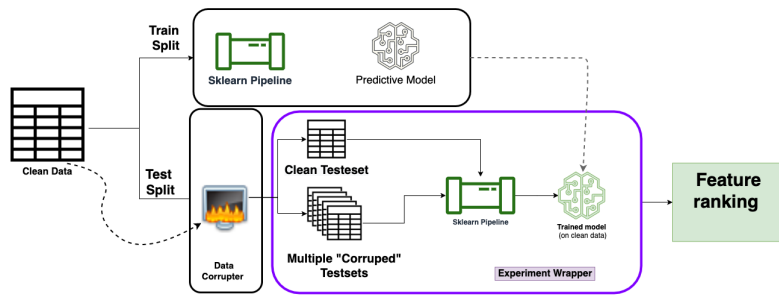 Train
Split
Sklearn Pipeline
Predictive Model
Clean Data
Test
Split
Data
Corrupter
Clean Testeset
Multiple "Corruped"
Testsets
Sklearn Pipeline
Trained model
(on clean data)
Experiment Wrapper
Feature
ranking